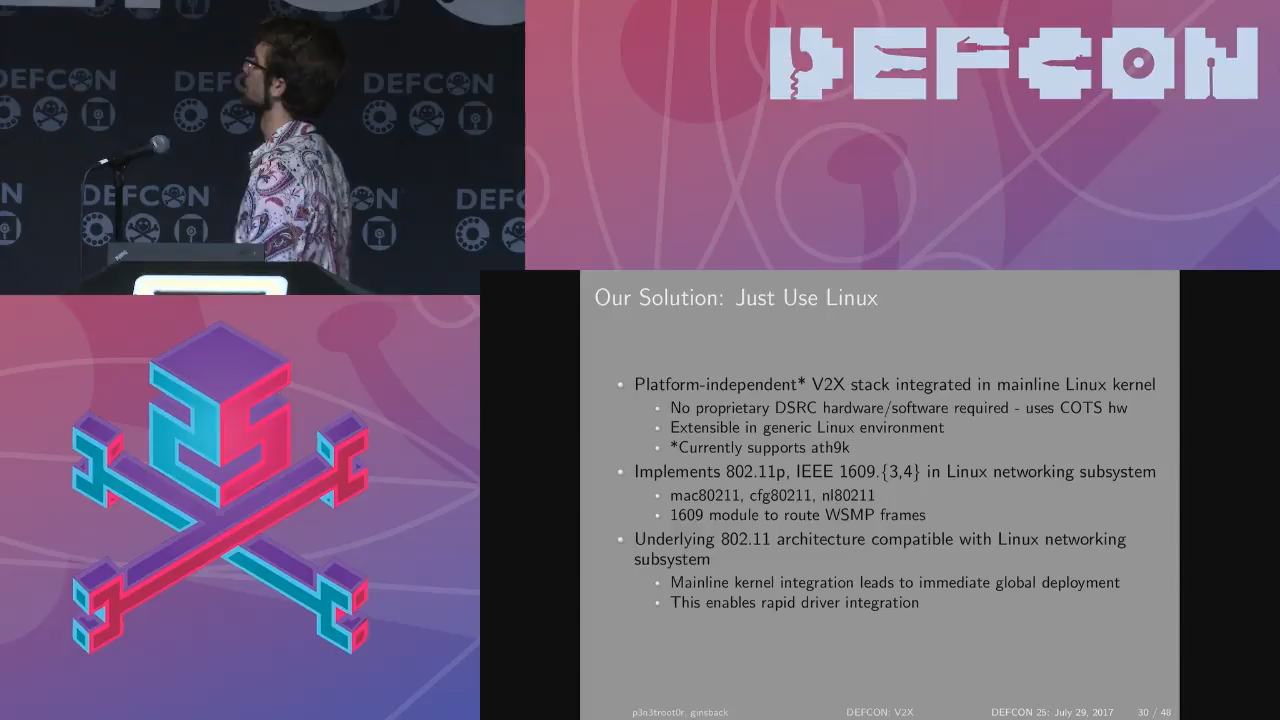 DEFCON
DEFCON
DEFCON
DEFCON
DEFC
DEFCON
Our Solution: Just Use Linux
• Platform-independent* V2X stack integrated in mainline Linux kernel
• No proprietary DSRC hardware/software required - uses COTS hw
• Extensible in generic Linux environment
• *Currently supports ath9k
• Implements 802.11p, IEEE 1609.{3,4} in Linux networking subsystem
• mac80211, cfg80211, nl80211
• 1609 module to route WSMP frames
• Underlying 802.11 architecture compatible with Linux networking
subsystem
• Mainline kernel integration leads to immediate global deployment
• This enables rapid driver integration
p3n3troot0r, ginsback
DEFCON: V2X
DEFCON 25: July 29, 2017
30 / 48